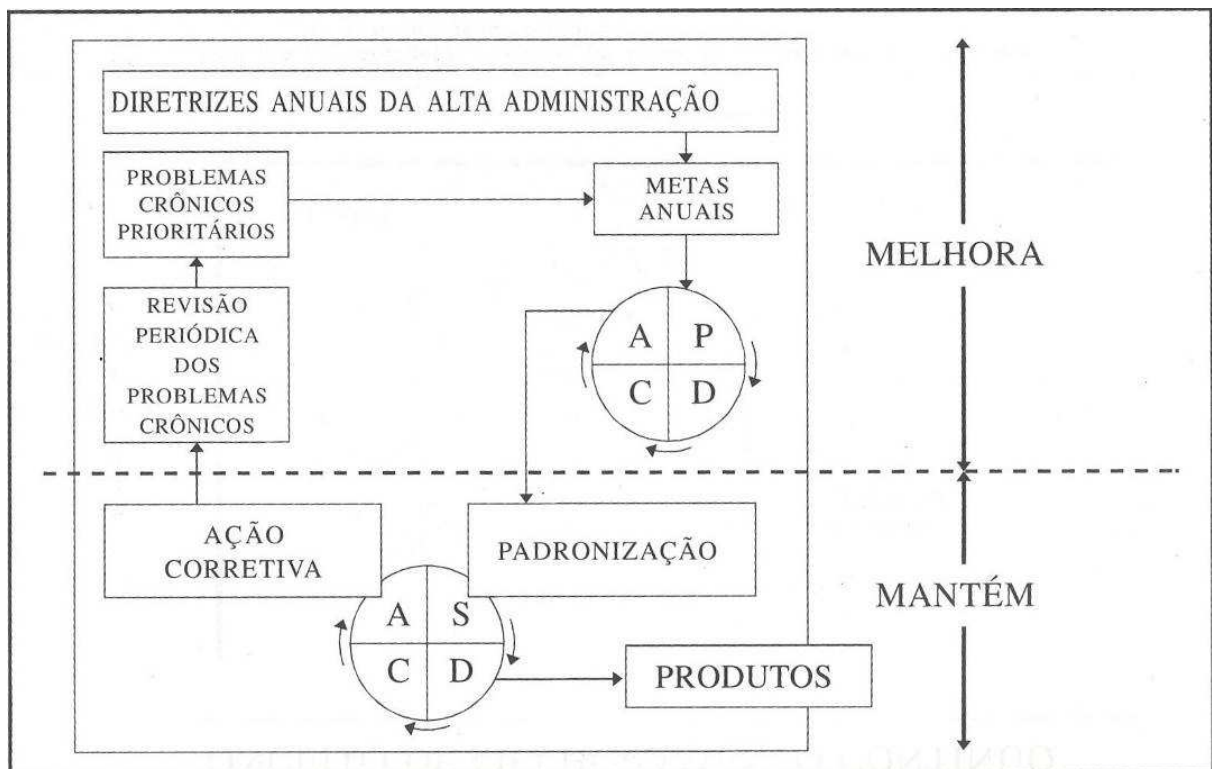 DIRETRIZES ANUAIS DA ALTA ADMINISTRAÇÃO
PROBLEMAS
CRÔNICOS
PRIORITÁRIOS
METAS
ANUAIS
MELHORA
REVISÃO
PERIÓDICA
DOS
PROBLEMAS
CRÔNICOS
A P
C D
AÇÃO
CORRETIVA
PADRONIZAÇÃO
MANTÉM
A S
C D
PRODUTOS